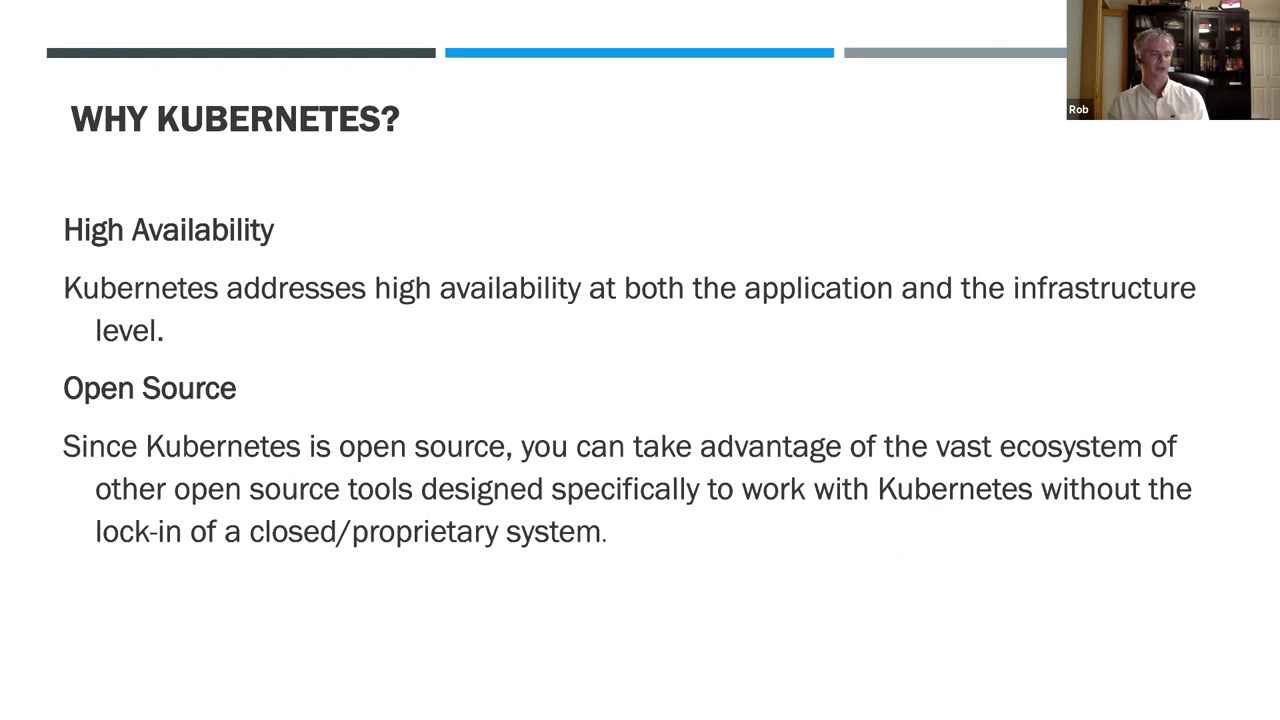 Rob
WHY KUBERNETES?
High Availability
Kubernetes addresses high availability at both the application and the infrastructure
level.
Open Source
Since Kubernetes is open source, you can take advantage of the vast ecosystem of
other open source tools designed specifically to work with Kubernetes without the
lock-in of a closed/proprietary system.